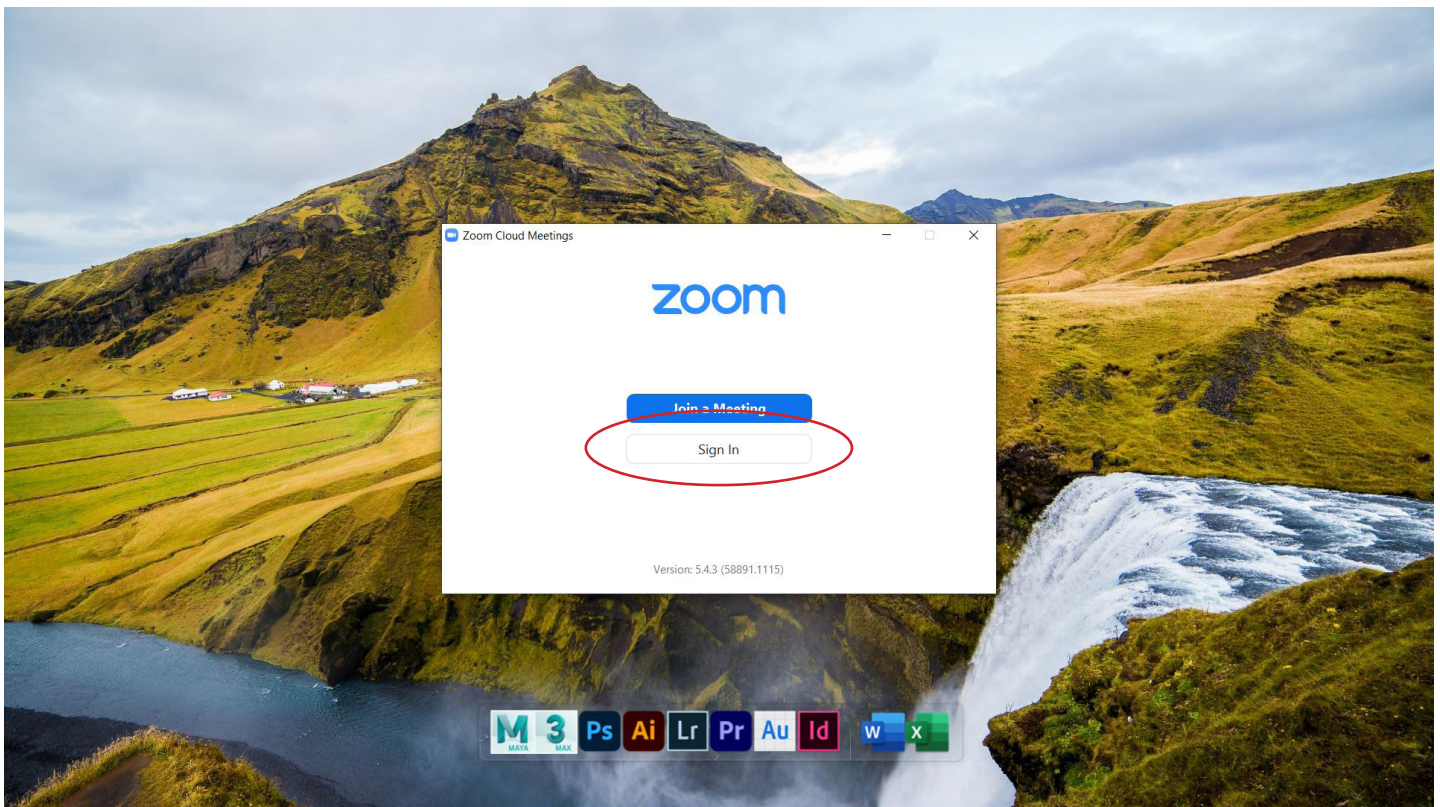 Zoom Cloud Meetings
zoom
Join a Meeting
Sign In
Version: 5.4.3 (58891.1115)
M MAYA 3 MAX Ps Ai Lr Pr Au Id W X